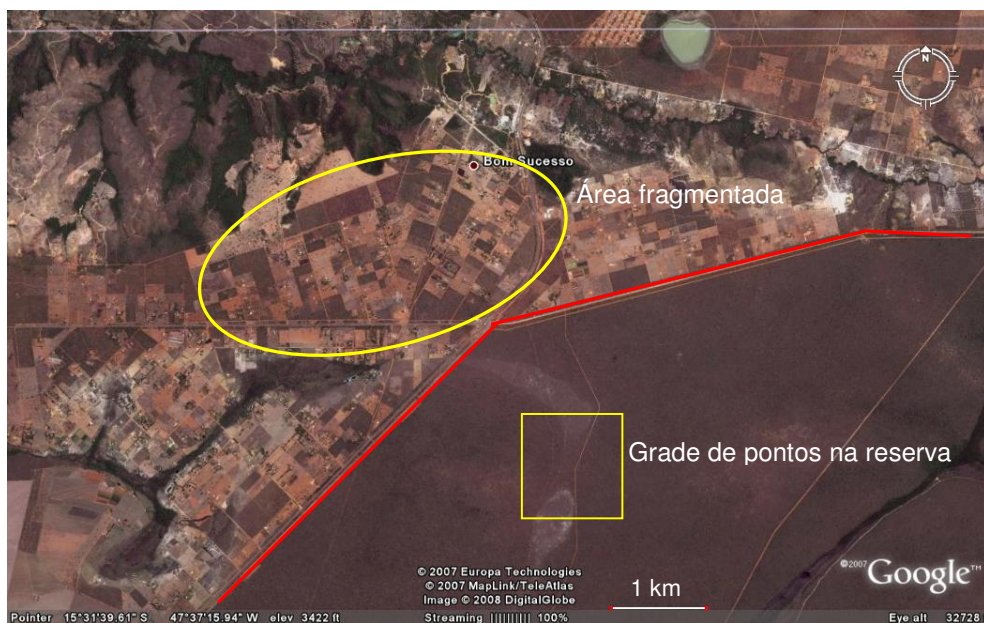 N
Bom Sucesso
Área fragmentada
Grade de pontos na reserva
© 2007 Europa Technologies
© 2007 MapLink/TeleAtlas
Image © 2008 DigitalGlobe
1 km
©2007 Google™
Pointer 15°31'39.61" S 47°37'15.94" W elev 3422 ft Streaming ||||||||| 100% Eye alt 32728